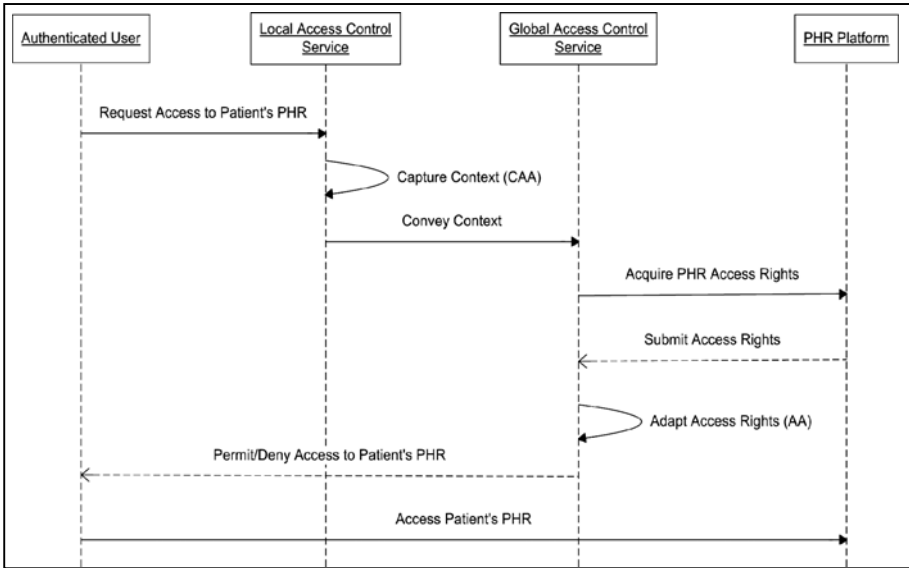 Authenticated User
Local Access Control
Service
Global Access Control
Service
PHR Platform
Request Access to Patient's PHR
Capture Context (CAA)
Convey Context
Acquire PHR Access Rights
Submit Access Rights
Adapt Access Rights (AA)
Permit/Deny Access to Patient's PHR
Access Patient's PHR